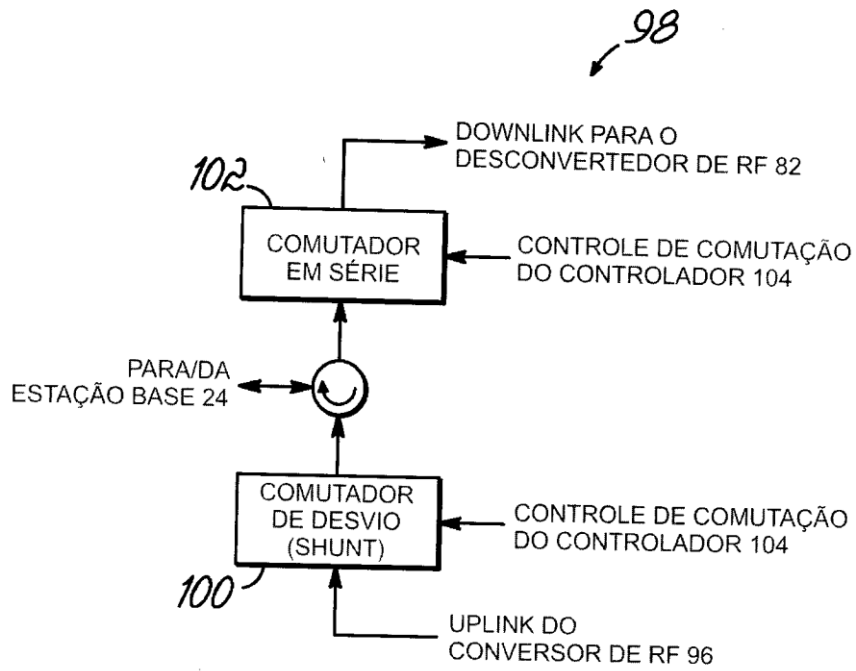 98
DOWNLINK PARA O
DESCONVERTEDOR DE RF 82
102
COMUTADOR
EM SÉRIE
CONTROLE DE COMUTAÇÃO
DO CONTROLADOR 104
PARA/DA
ESTAÇÃO BASE 24
COMUTADOR
DE DESVIO
(SHUNT)
CONTROLE DE COMUTAÇÃO
DO CONTROLADOR 104
100
UPLINK DO
CONVERSOR DE RF 96